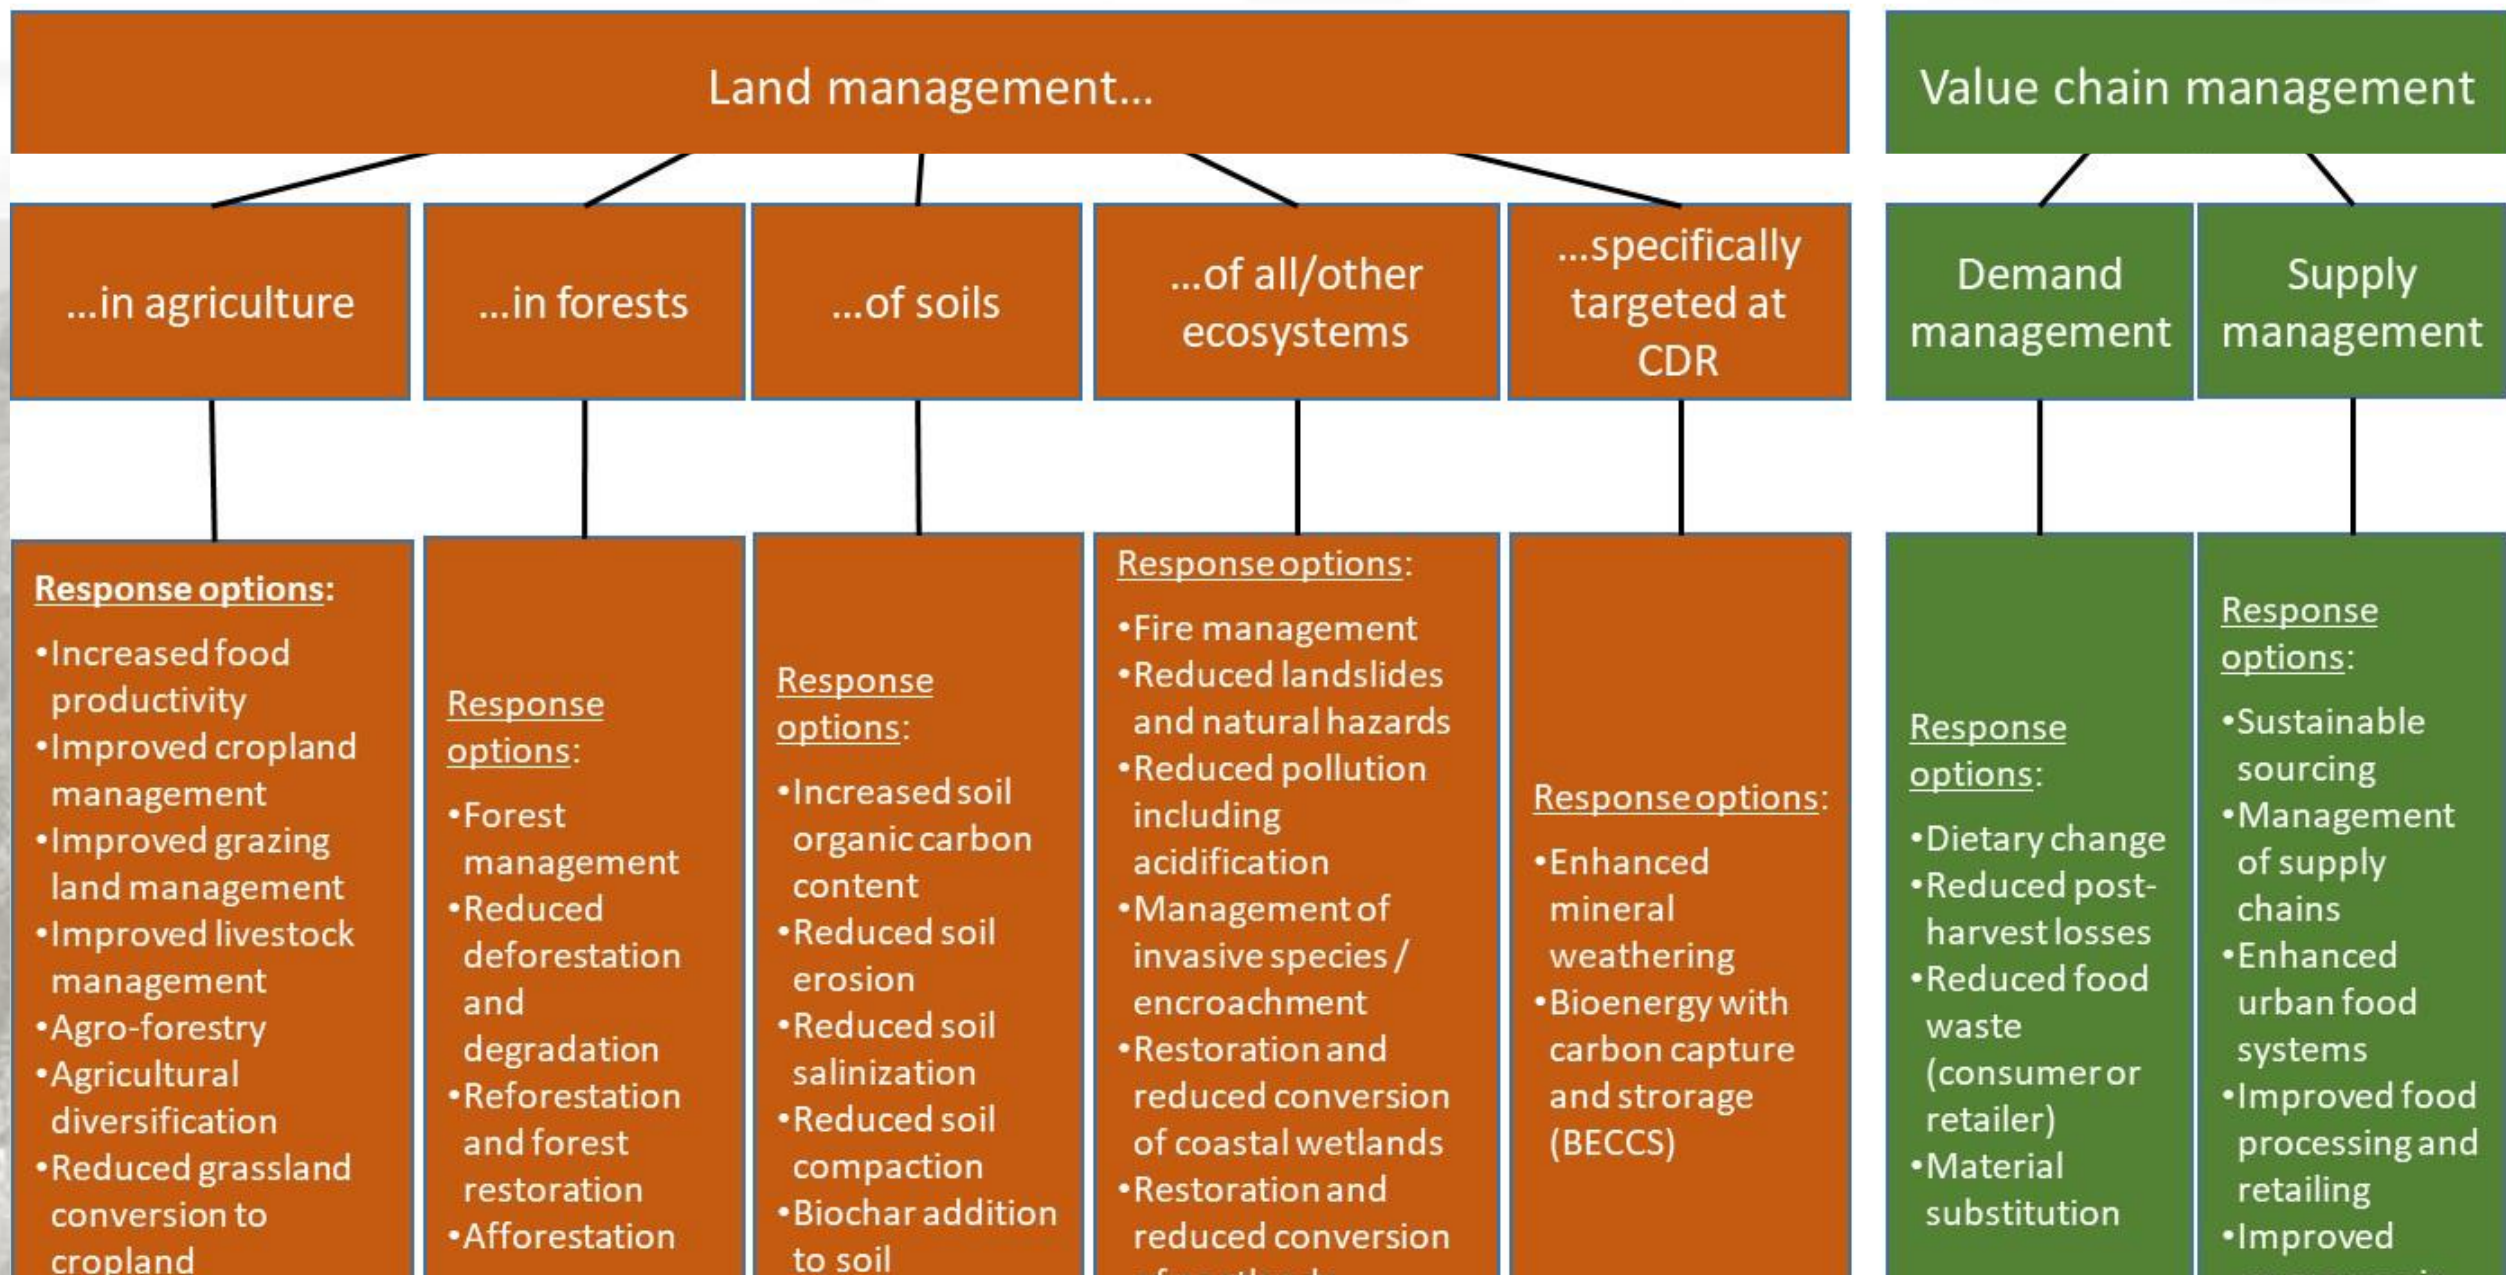 Land management...
Value chain management
...in agriculture
...in forests
...of soils
...of all/other
ecosystems
...specifically
targeted at
CDR
Demand
management
Supply
management
Response options:
•Increased food
productivity
•Improved cropland
management
•Improved grazing
land management
•Improved livestock
management
•Agro-forestry
•Agricultural
diversification
•Reduced grassland
conversion to
cropland
Response
options:
•Forest
management
•Reduced
deforestation
and
degradation
•Reforestation
and forest
restoration
•Afforestation
Response
options:
•Increased soil
organic carbon
content
•Reduced soil
erosion
•Reduced soil
salinization
•Reduced soil
compaction
•Biochar addition
to soil
Response options:
•Fire management
•Reduced landslides
and natural hazards
•Reduced pollution
including
acidification
•Management of
invasive species /
encroachment
•Restoration and
reduced conversion
of coastal wetlands
•Restoration and
reduced conversion
Response options:
•Enhanced
mineral
weathering
•Bioenergy with
carbon capture
and strorage
(BECCS)
Response
options:
•Dietary change
•Reduced post-
harvest losses
•Reduced food
waste
(consumer or
retailer)
•Material
substitution
Response
options:
•Sustainable
sourcing
•Management
of supply
chains
•Enhanced
urban food
systems
•Improved food
processing and
retailing
•Improved